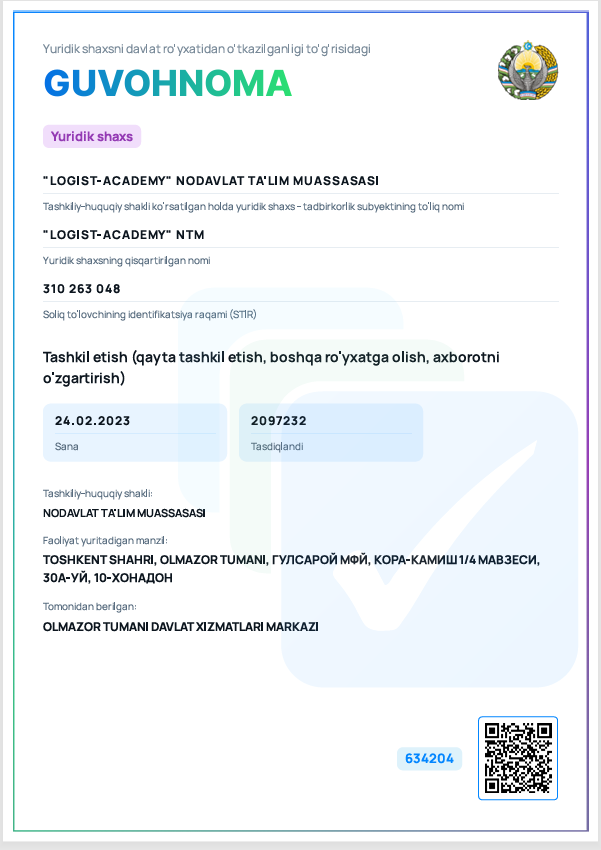 Yuridik shaxsni davlat ro'yxatidan o'tkazilganligi to'g'risidagi
GUVOHNOMA
Yuridik shaxs
"LOGIST-ACADEMY" NODAVLAT TA'LIM MUASSASASI
Tashkiliy-huquqiy shakli ko'rsatilgan holda yuridik shaxs - tadbirkorlik subyektining to'liq nomi
"LOGIST-ACADEMY" NTM
Yuridik shaxsning qisqartirilgan nomi
310 263 048
Soliq to'lovchining identifikatsiya raqami (STIR)
Tashkil etish (qayta tashkil etish, boshqa ro'yxatga olish, axborotni
o'zgartirish)
24.02.2023
Sana
2097232
Tasdiqlandi
Tashkiliy-huquqiy shakli:
NODAVLAT TA'LIM MUASSASASI
Faoliyat yuritadigan manzil:
TOSHKENT SHAHRI, OLMAZOR TUMANI, ГУЛСАРОЙ МФЙ, КОРА-КАМИШ 1/4 МАВЗЕСИ,
30А-УЙ, 10-ХОНАДОН
Tomonidan berilgan:
OLMAZOR TUMANI DAVLAT XIZMATLARI MARKAZI
634204